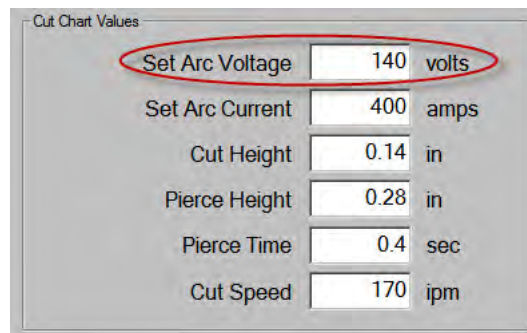 Cut Chart Values
Set Arc Voltage 140 volts
Set Arc Current 400 amps
Cut Height 0.14 in
Pierce Height 0.28 in
Pierce Time 0.4 sec
Cut Speed 170 ipm